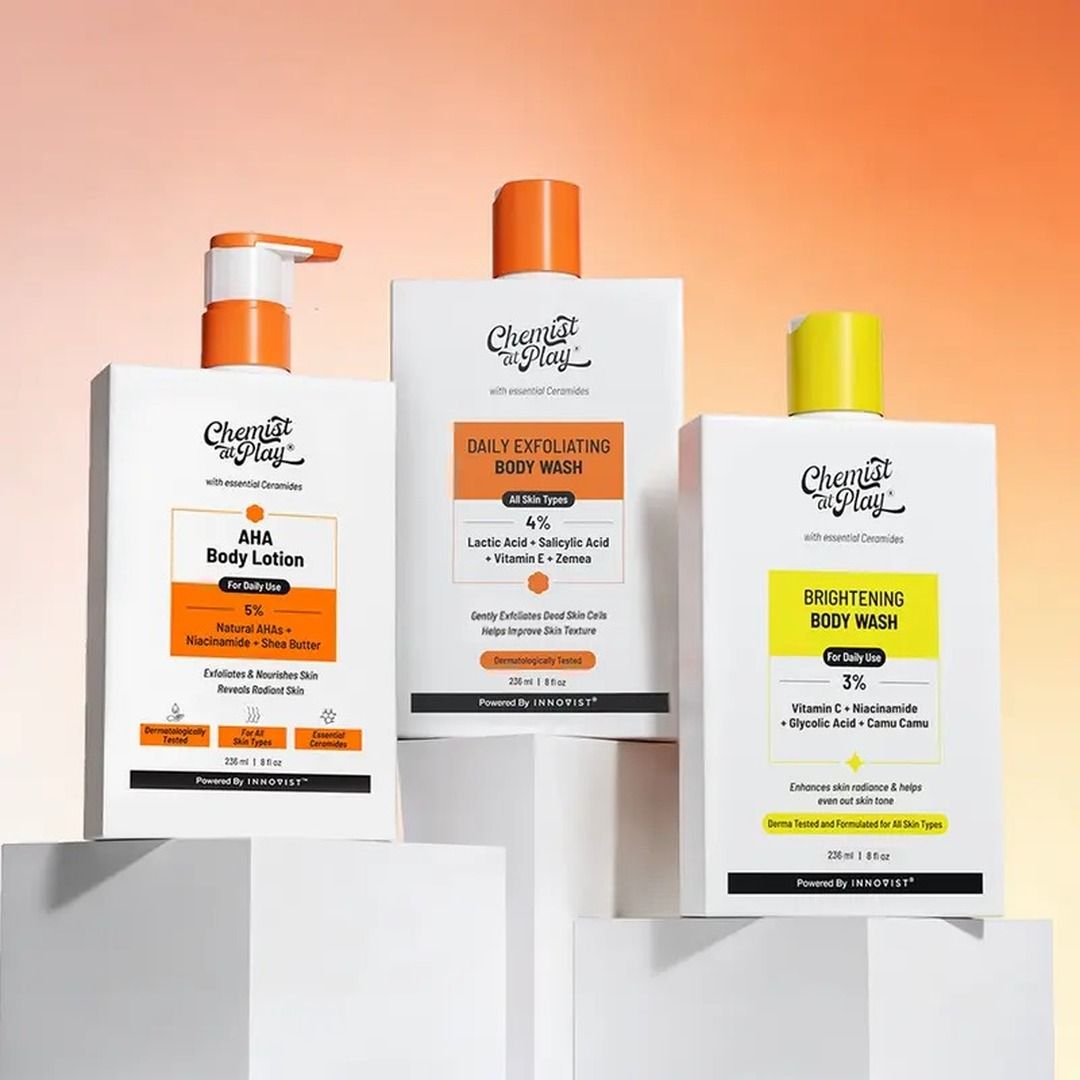 Chemist
at Play®
with essential Ceramides
AHA
Body Lotion
For Daily Use
5%
Natural AHAs +
Niacinamide + Shea Butter
Exfoliates & Nourishes Skin
Reveals Radiant Skin
Dermatologically
Tested
For All
Skin Types
Essential
Ceramides
236 ml | 8 fl oz
Powered By INNOVIST™
Chemist
at Play®
with essential Ceramides
DAILY EXFOLIATING
BODY WASH
All Skin Types
4%
Lactic Acid + Salicylic Acid
+ Vitamin E + Zemea
Gently Exfoliates Dead Skin Cells
Helps Improve Skin Texture
Dermatologically Tested
236 ml | 8 fl oz
Powered By INNOVIST®
Chemist
at Play®
with essential Ceramides
BRIGHTENING
BODY WASH
For Daily Use
3%
Vitamin C + Niacinamide
+ Glycolic Acid + Camu Camu
Enhances skin radiance & helps
even out skin tone
Derma Tested and Formulated for All Skin Types
236 ml | 8 fl oz
Powered By INNOVIST®